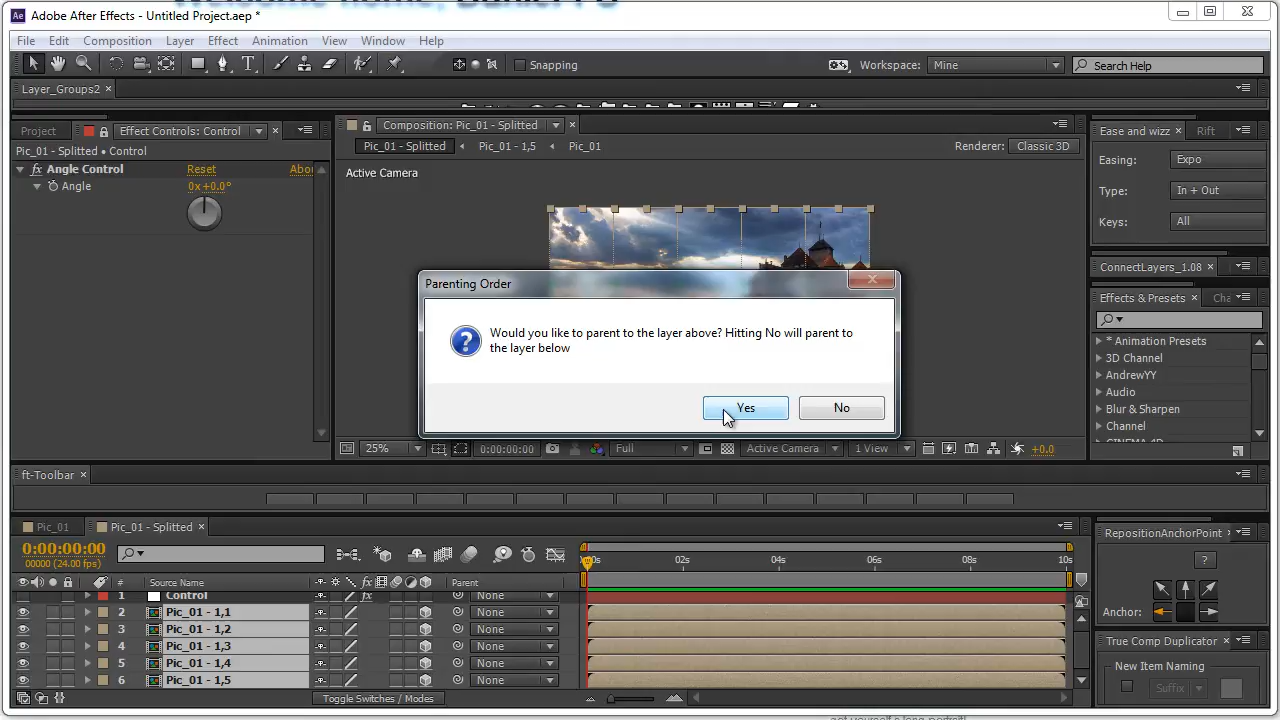 Adobe After Effects - Untitled Project.aep *
File Edit Composition Layer Effect Animation View Window Help
Snapping Workspace: Mine Search Help
Layer_Groups2
Project Effect Controls: Control
Pic_01 - Splitted • Control
Angle Control Reset Abo
Angle 0x+0.0°
Composition: Pic_01 - Splitted
Pic_01 - Splitted Pic_01 - 1,5 Pic_01 Renderer: Classic 3D
Active Camera
Ease and wizz Rift
Easing: Expo
Type: In + Out
Keys: All
ConnectLayers_1.08
Effects & Presets Cha
* Animation Presets
3D Channel
AndrewYY
Audio
Blur & Sharpen
Channel
CINEMA 4D
Parenting Order
Would you like to parent to the layer above? Hitting No will parent to
the layer below
Yes No
25% 0:00:00:00 Full Active Camera 1 View +0.0
ft-Toolbar
Pic_01 Pic_01 - Splitted
0:00:00:00
00000 (24.00 fps)
00s 02s 04s 06s 08s 10s
# Source Name fx Parent
1 Control None
2 Pic_01 - 1,1 None
3 Pic_01 - 1,2 None
4 Pic_01 - 1,3 None
5 Pic_01 - 1,4 None
6 Pic_01 - 1,5 None
Toggle Switches / Modes
RepositionAnchorPoint
?
Anchor:
True Comp Duplicator
New Item Naming
Suffix